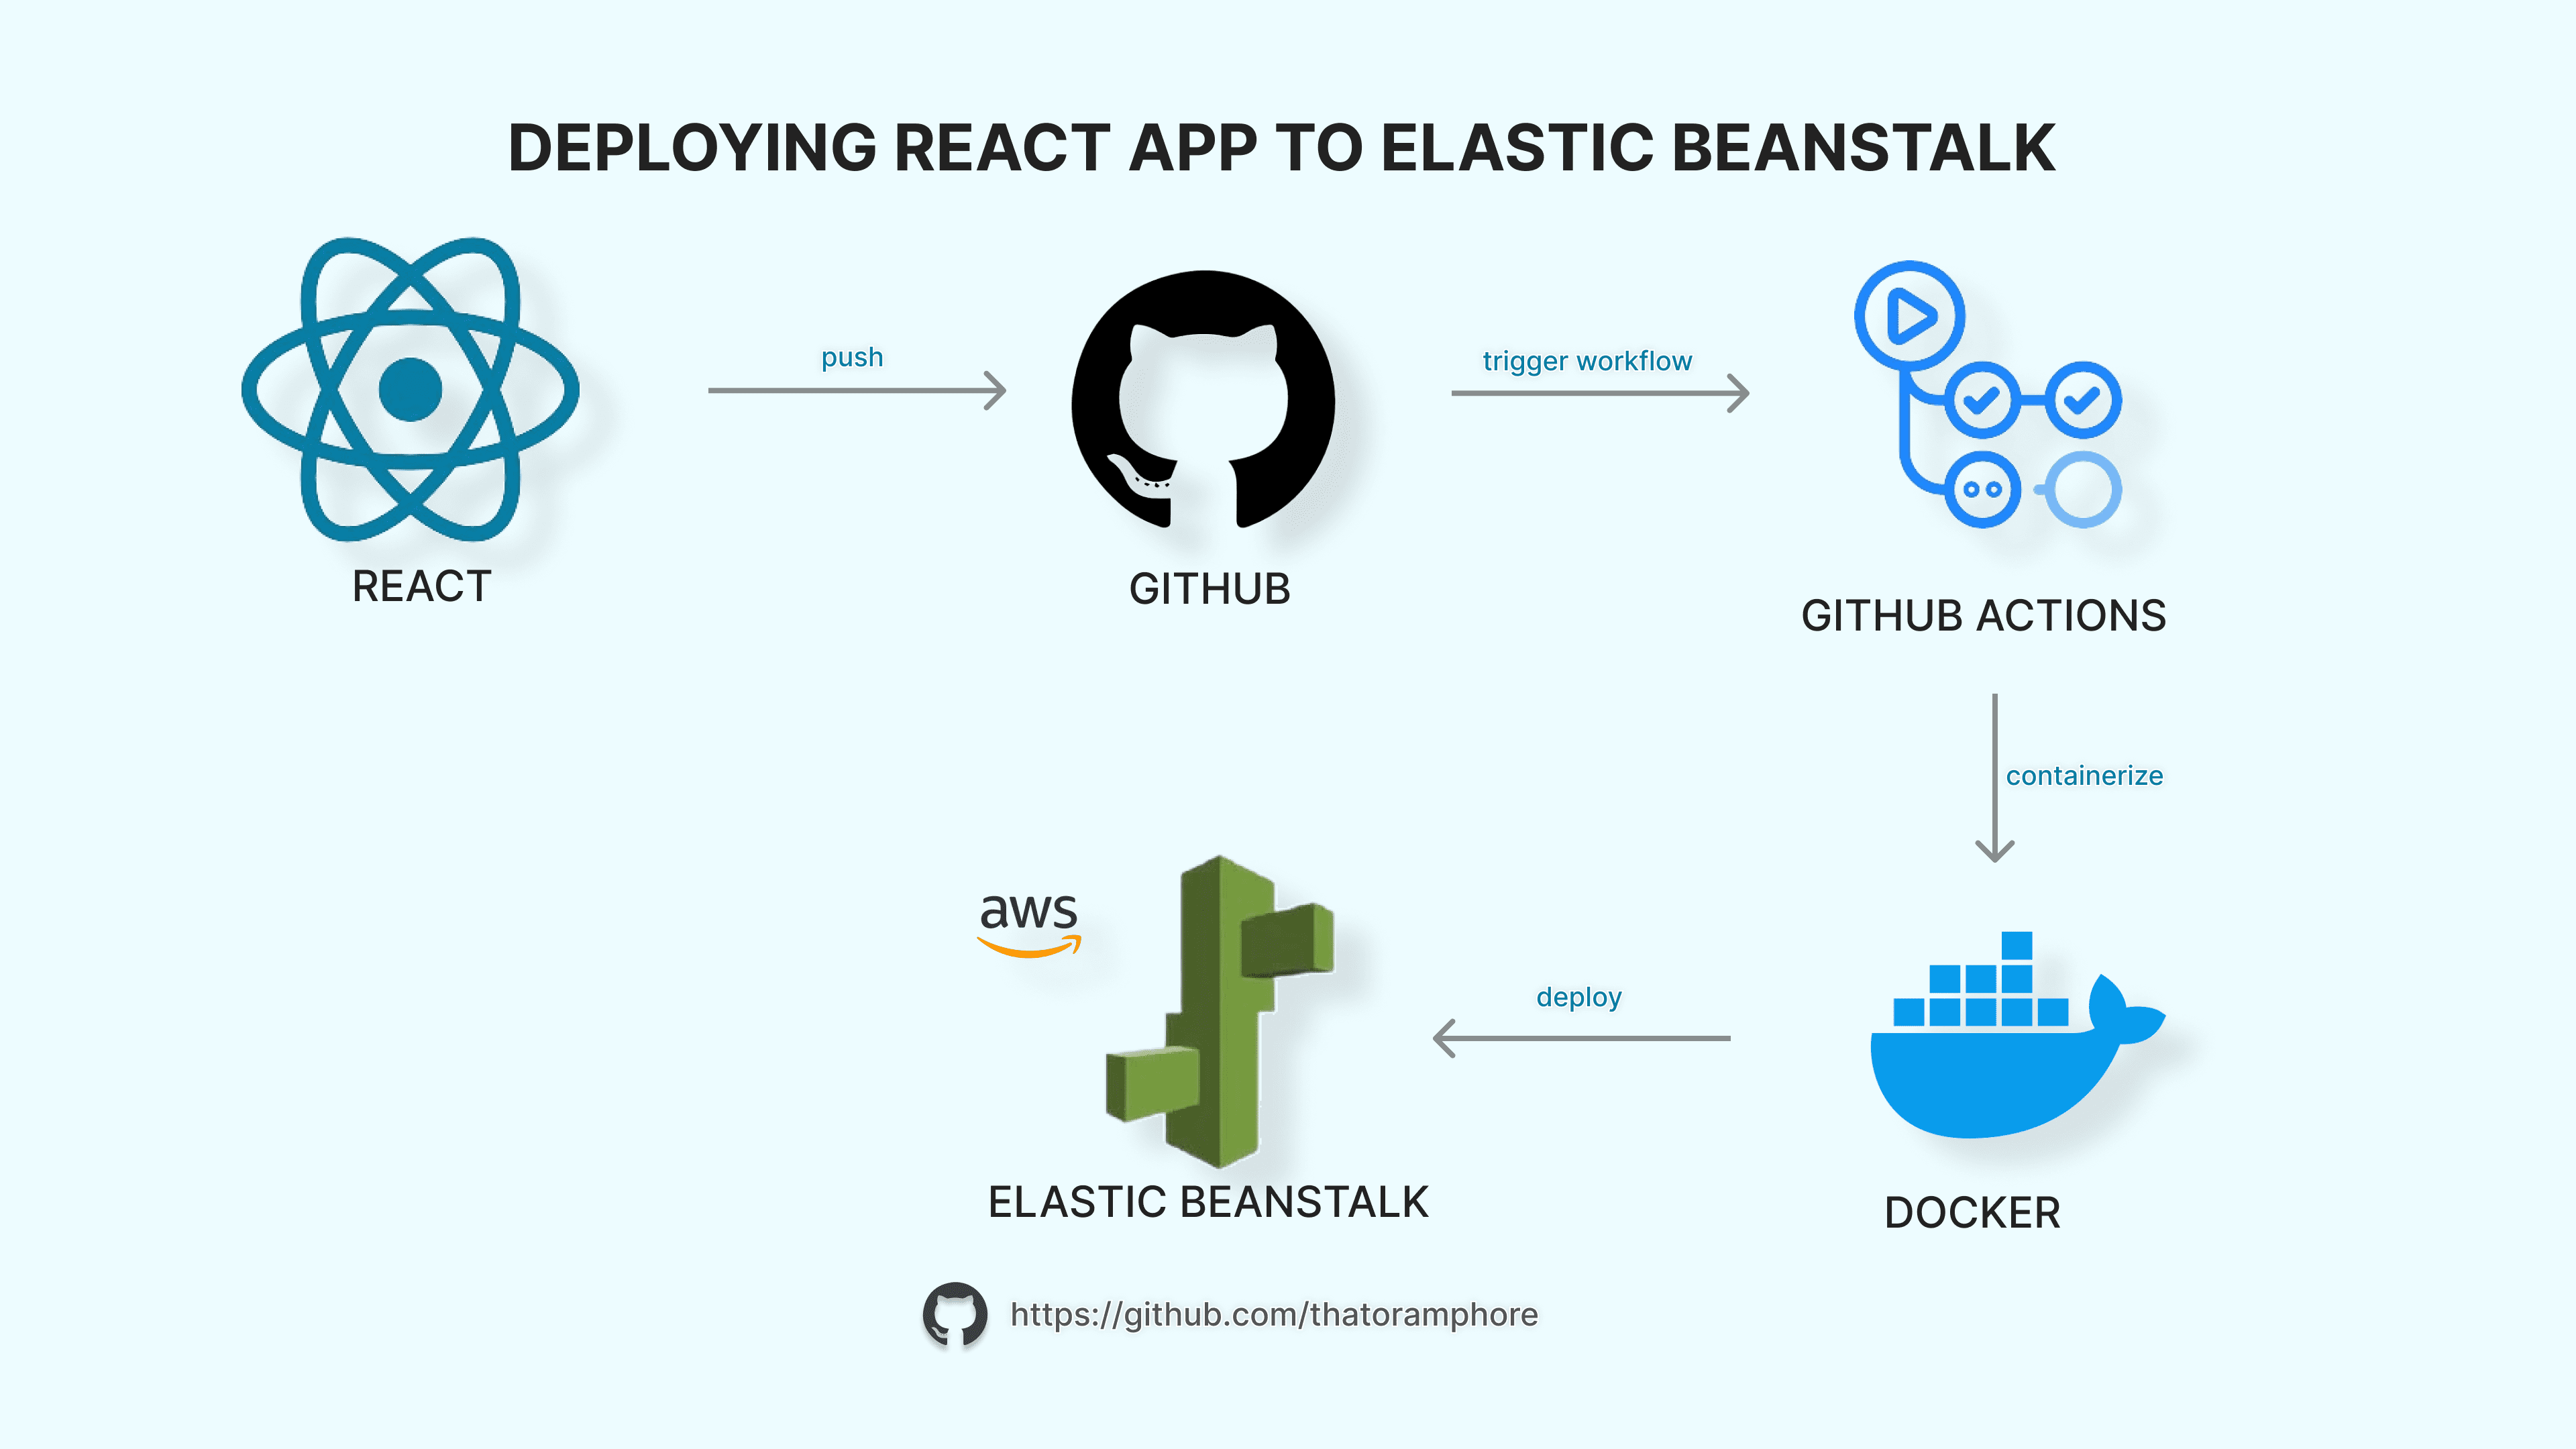 DEPLOYING REACT APP TO ELASTIC BEANSTALK
push
trigger workflow
REACT
GITHUB
GITHUB ACTIONS
containerize
aws
deploy
ELASTIC BEANSTALK
DOCKER
https://github.com/thatoramphore